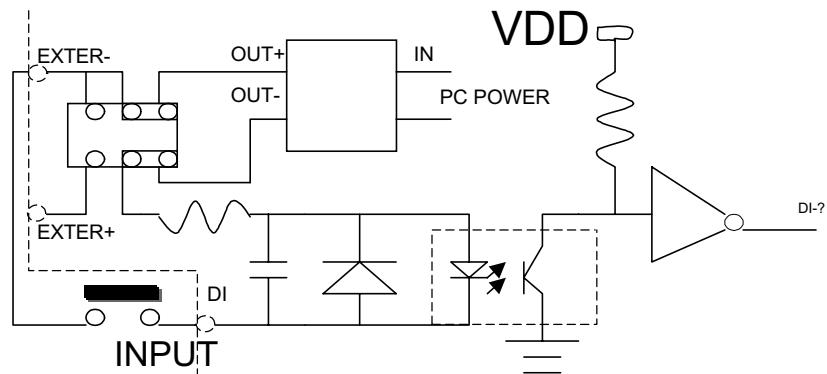 VDD
EXTER-
OUT+
IN
OUT-
PC POWER
DI-?
EXTER+
DI
INPUT